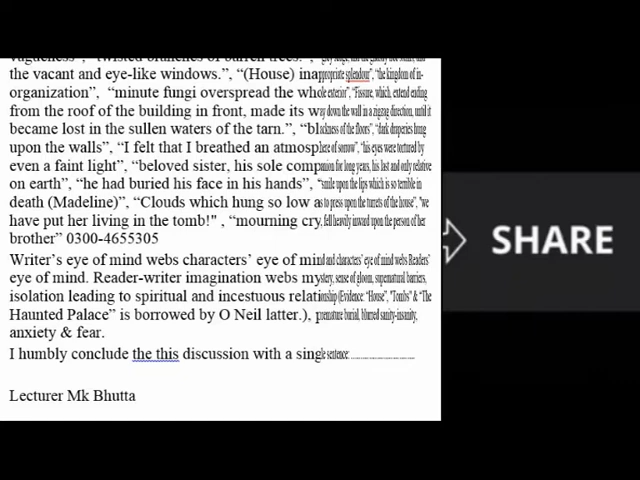 the vacant and eye-like windows.”, “(House) inappropriate splendour”, “the kingdom of in-
organization”, “minute fungi overspread the whole exterior”, “Fissure, which, extend ending
from the roof of the building in front, made its way down the wall in a zigzag direction, until it
became lost in the sullen waters of the tarn.”, “blackness of the floors”, “dark draperies hung
upon the walls”, “I felt that I breathed an atmosphere of sorrow”, “his eyes were tortured by
even a faint light”, “beloved sister, his sole companion for long years, his last and only relative
on earth”, “he had buried his face in his hands”, “smile upon the lips which is so terrible in
death (Madeline)”, “Clouds which hung so low as to press upon the turrets of the house”, “we
have put her living in the tomb!" , “mourning cry, fell heavily inward upon the person of her
brother” 0300-4655305
Writer’s eye of mind webs characters’ eye of mind and characters’ eye of mind webs Readers’
eye of mind. Reader-writer imagination webs mystery, sense of gloom, supernatural barriers,
isolation leading to spiritual and incestuous relationship (Evidence: “House”, “Tombs” & “The
Haunted Palace” is borrowed by O Neil latter.), premature burial, blurred sanity-insanity,
anxiety & fear.
I humbly conclude the this discussion with a single sentence: ........................
Lecturer Mk Bhutta
SHARE